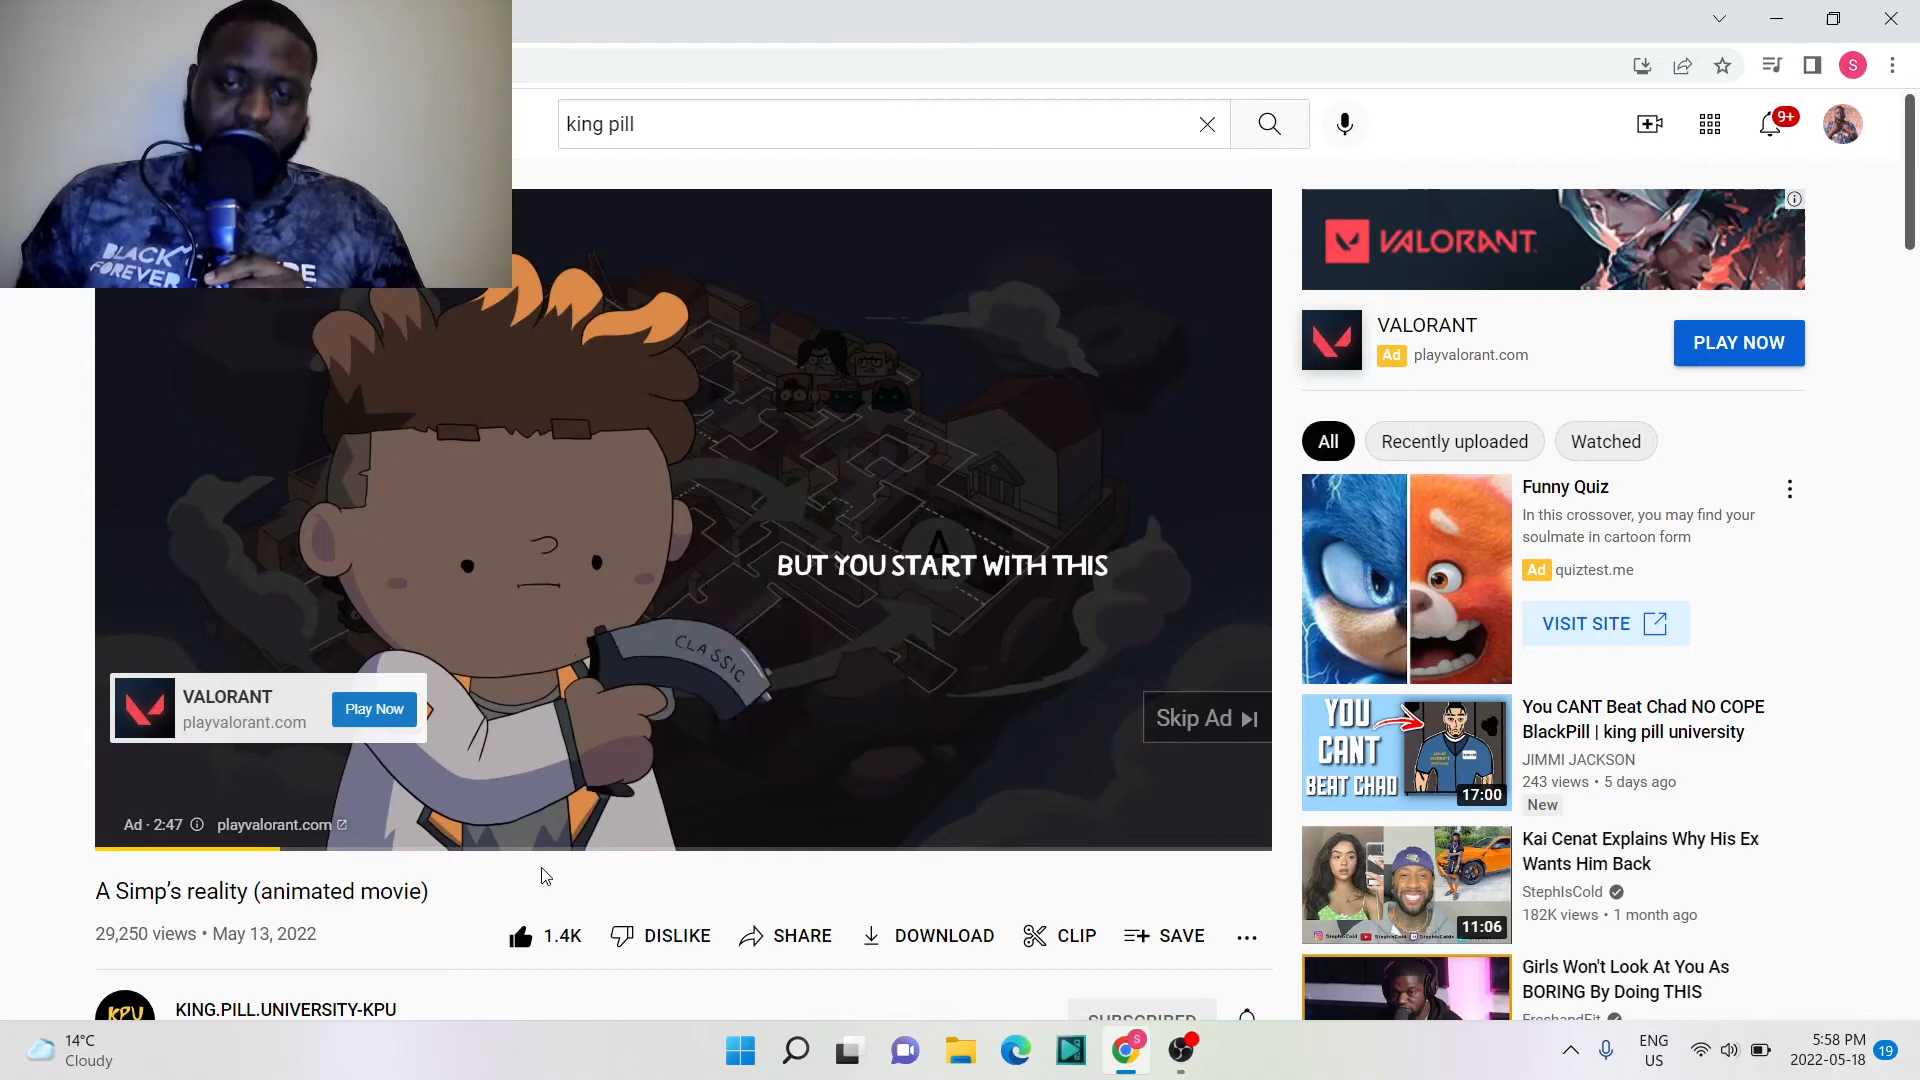 BLACK
FOREVER
king pill
9+
S
VALORANT
VALORANT
Ad playvalorant.com
PLAY NOW
All
Recently uploaded
Watched
BUT YOU START WITH THIS
CLASSIC
A
VALORANT
playvalorant.com
Play Now
Skip Ad
Ad · 2:47
playvalorant.com
Funny Quiz
In this crossover, you may find your
soulmate in cartoon form
Ad quiztest.me
VISIT SITE
YOU
CANT
BEAT CHAD
17:00
You CANT Beat Chad NO COPE
BlackPill | king pill university
JIMMI JACKSON
243 views • 5 days ago
New
11:06
Kai Cenat Explains Why His Ex
Wants Him Back
StephIsCold
182K views • 1 month ago
Girls Won't Look At You As
BORING By Doing THIS
FreshandFit
A Simp’s reality (animated movie)
29,250 views • May 13, 2022
1.4K
DISLIKE
SHARE
DOWNLOAD
CLIP
SAVE
KPU
KING.PILL.UNIVERSITY-KPU
SUBSCRIBED
14°C
Cloudy
S
ENG
US
5:58 PM
2022-05-18
19